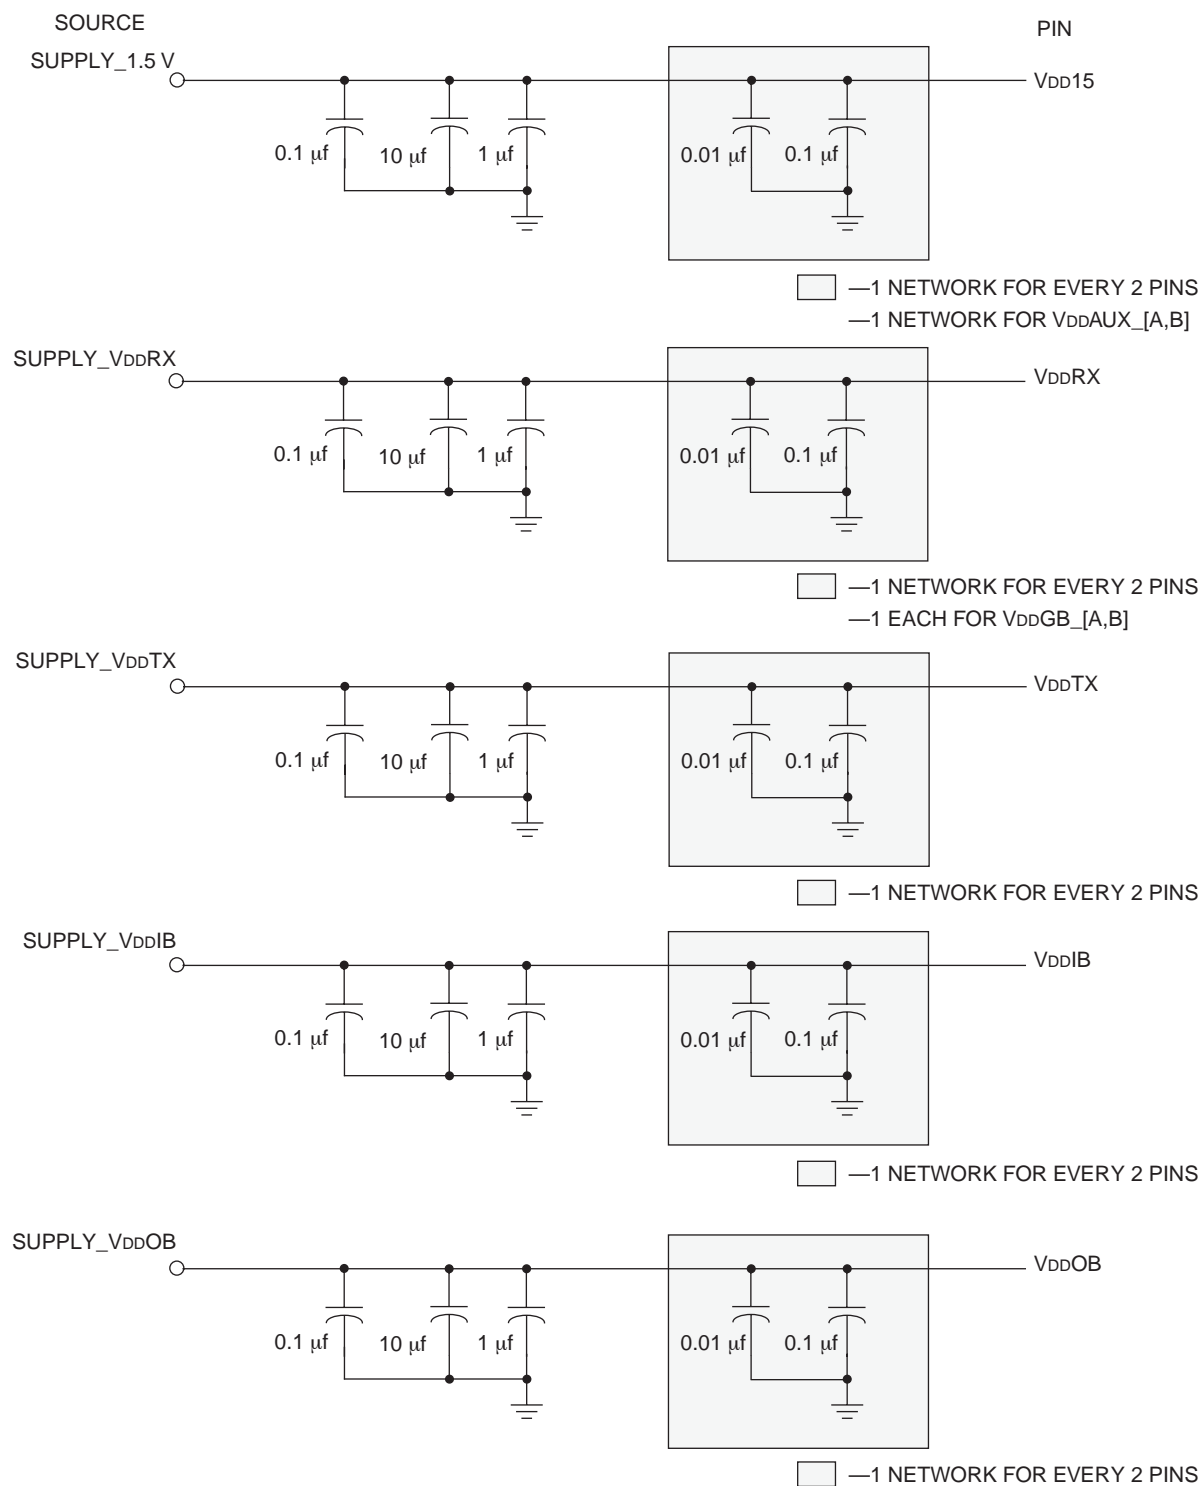 SOURCE
PIN
SUPPLY_1.5 V
VDD15
0.1 μf
10 μf
1 μf
0.01 μf
0.1 μf
—1 NETWORK FOR EVERY 2 PINS
—1 NETWORK FOR VDDAUX_[A,B]
SUPPLY_VDDRX
VDDRX
0.1 μf
10 μf
1 μf
0.01 μf
0.1 μf
—1 NETWORK FOR EVERY 2 PINS
—1 EACH FOR VDDGB_[A,B]
SUPPLY_VDDTX
VDDTX
0.1 μf
10 μf
1 μf
0.01 μf
0.1 μf
—1 NETWORK FOR EVERY 2 PINS
SUPPLY_VDDIB
VDDIB
0.1 μf
10 μf
1 μf
0.01 μf
0.1 μf
—1 NETWORK FOR EVERY 2 PINS
SUPPLY_VDDOB
VDDOB
0.1 μf
10 μf
1 μf
0.01 μf
0.1 μf
—1 NETWORK FOR EVERY 2 PINS